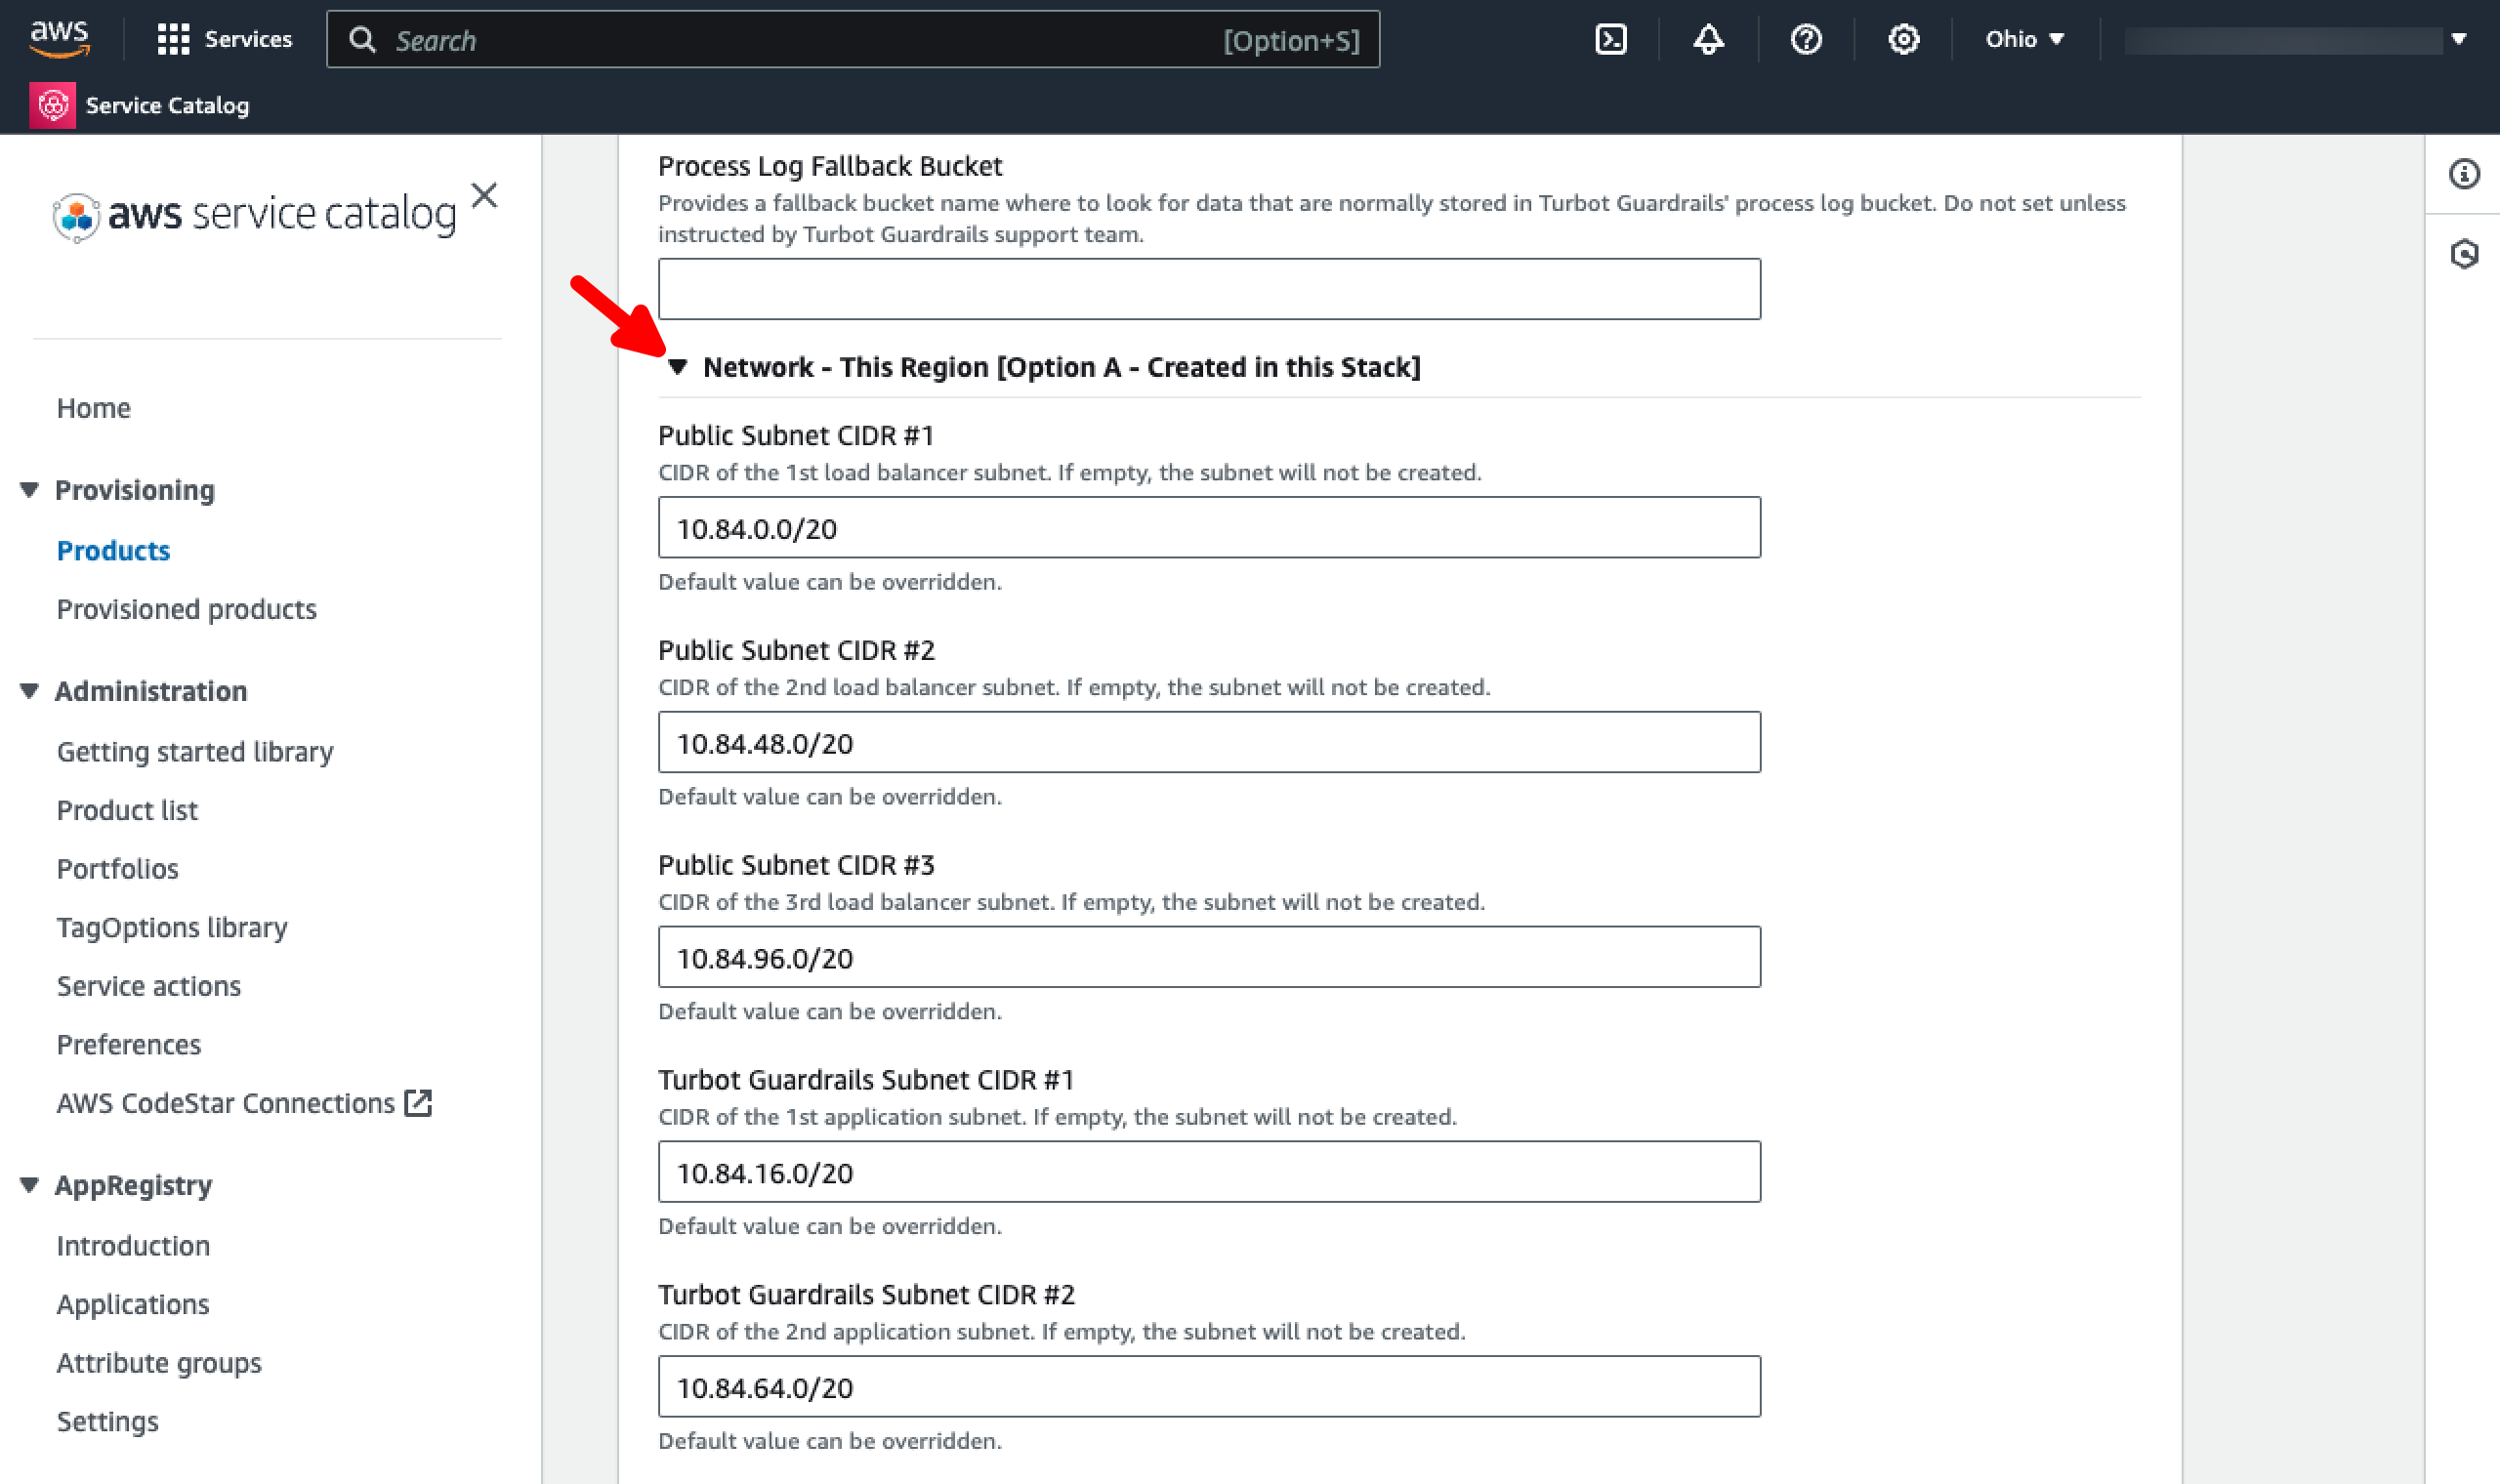 aws
Services
Search
[Option+S]
Ohio
Service Catalog
aws service catalog
Home
Provisioning
Products
Provisioned products
Administration
Getting started library
Product list
Portfolios
TagOptions library
Service actions
Preferences
AWS CodeStar Connections
AppRegistry
Introduction
Applications
Attribute groups
Settings
Process Log Fallback Bucket
Provides a fallback bucket name where to look for data that are normally stored in Turbot Guardrails' process log bucket. Do not set unless
instructed by Turbot Guardrails support team.
Network - This Region [Option A - Created in this Stack]
Public Subnet CIDR #1
CIDR of the 1st load balancer subnet. If empty, the subnet will not be created.
10.84.0.0/20
Default value can be overridden.
Public Subnet CIDR #2
CIDR of the 2nd load balancer subnet. If empty, the subnet will not be created.
10.84.48.0/20
Default value can be overridden.
Public Subnet CIDR #3
CIDR of the 3rd load balancer subnet. If empty, the subnet will not be created.
10.84.96.0/20
Default value can be overridden.
Turbot Guardrails Subnet CIDR #1
CIDR of the 1st application subnet. If empty, the subnet will not be created.
10.84.16.0/20
Default value can be overridden.
Turbot Guardrails Subnet CIDR #2
CIDR of the 2nd application subnet. If empty, the subnet will not be created.
10.84.64.0/20
Default value can be overridden.